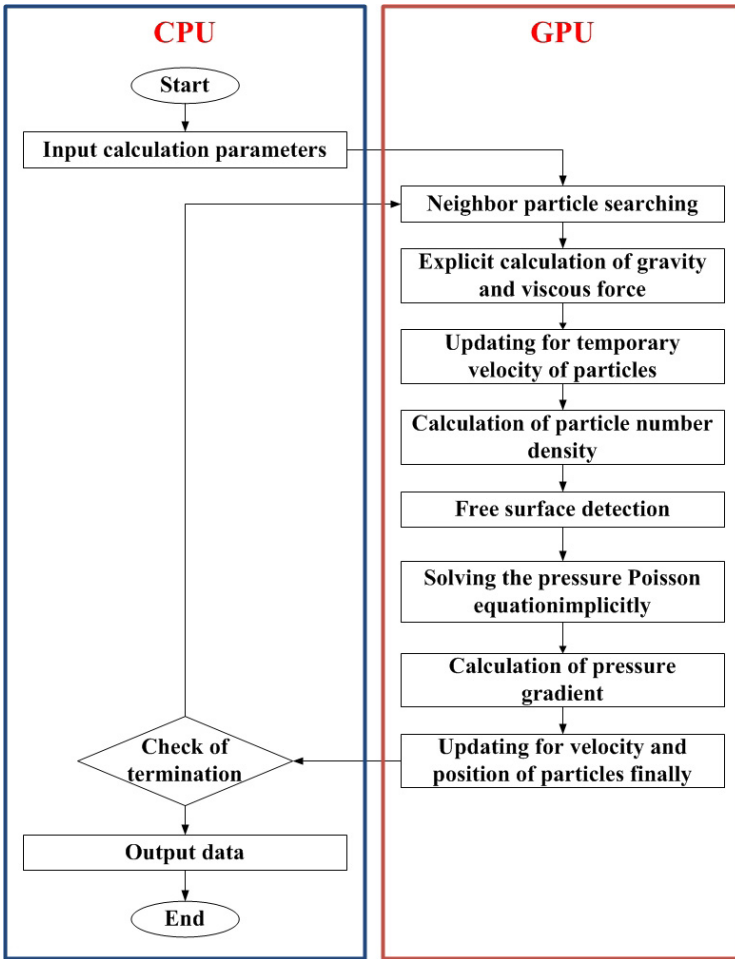 CPU
Start
Input calculation parameters
Check of
termination
Output data
End
GPU
Neighbor particle searching
Explicit calculation of gravity
and viscous force
Updating for temporary
velocity of particles
Calculation of particle number
density
Free surface detection
Solving the pressure Poisson
equationimplicitly
Calculation of pressure
gradient
Updating for velocity and
position of particles finally